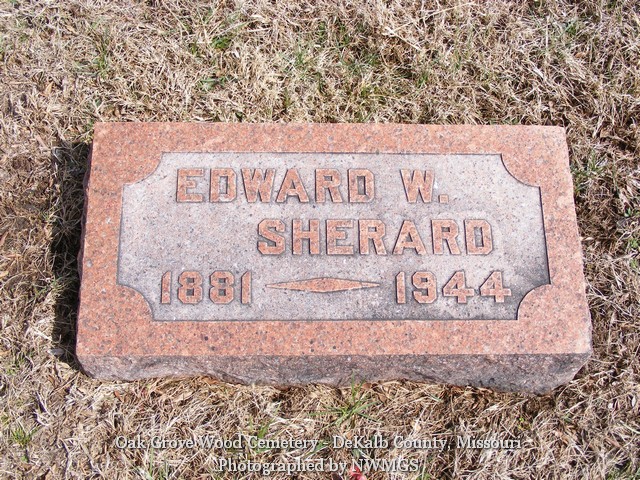 EDWARD W.
SHERARD
1881 1944
Oak Grove/Wood Cemetery - DeKalb County, Missouri
Photographed by NWMGS